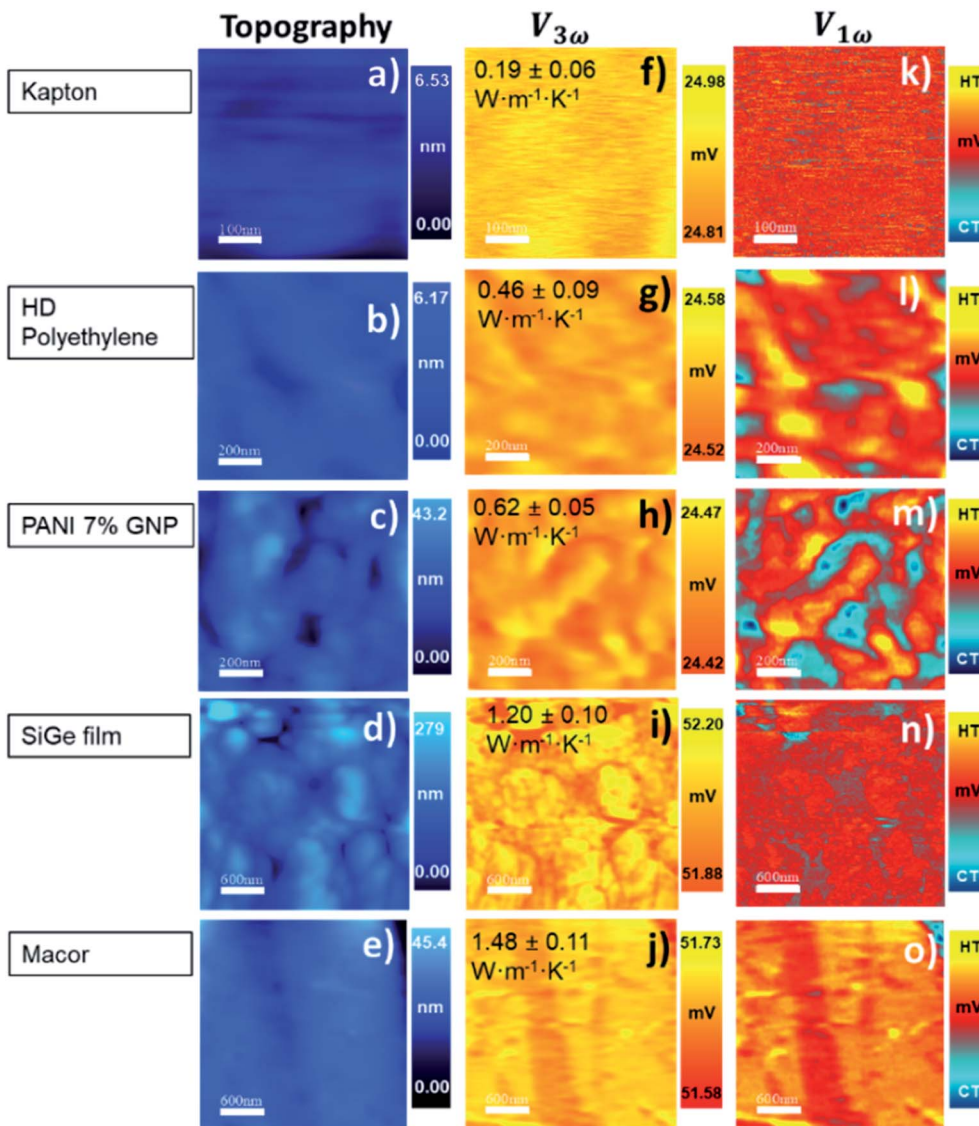 Topography
V3ω
V1ω
Kapton
a)
6.53
nm
0.00
100nm
0.19 ± 0.06
W·m⁻¹·K⁻¹
f)
24.98
mV
24.81
100nm
k)
HT
mV
CT
HD
Polyethylene
b)
6.17
nm
0.00
200nm
0.46 ± 0.09
W·m⁻¹·K⁻¹
g)
24.58
mV
24.52
200nm
l)
HT
mV
CT
200nm
PANI 7% GNP
c)
43.2
nm
0.00
200nm
0.62 ± 0.05
W·m⁻¹·K⁻¹
h)
24.47
mV
24.42
200nm
m)
HT
mV
CT
200nm
SiGe film
d)
279
nm
0.00
600nm
1.20 ± 0.10
W·m⁻¹·K⁻¹
i)
52.20
mV
51.88
600nm
n)
HT
mV
CT
600nm
Macor
e)
45.4
nm
0.00
600nm
1.48 ± 0.11
W·m⁻¹·K⁻¹
j)
51.73
mV
51.58
600nm
o)
HT
mV
CT
600nm